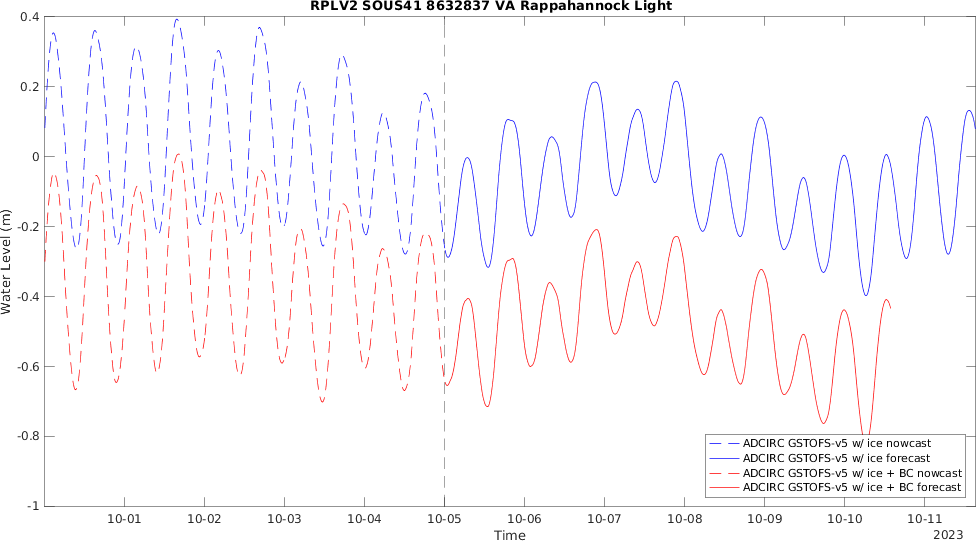 RPLV2 SOUS41 8632837 VA Rappahannock Light
0.4
0.2
0
-0.2
-0.4
-0.6
-0.8
-1
Water Level (m)
10-01 10-02 10-03 10-04 10-05 10-06 10-07 10-08 10-09 10-10 10-11
Time
2023
ADCIRC GSTOFS-v5 w/ ice nowcast
ADCIRC GSTOFS-v5 w/ ice forecast
ADCIRC GSTOFS-v5 w/ ice + BC nowcast
ADCIRC GSTOFS-v5 w/ ice + BC forecast